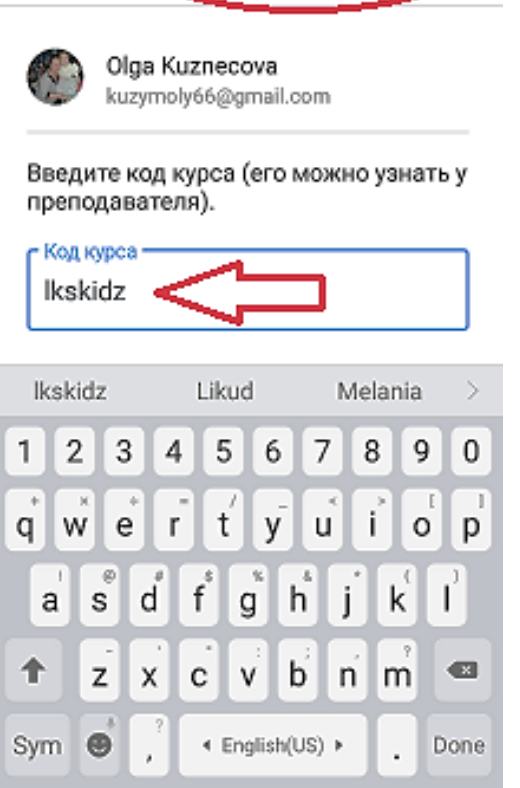 Olga Kuznecova
kuzymoly66@gmail.com
Введите код курса (его можно узнать у
преподавателя).
Код курса
lkskidz
lkskidz Likud Melania >
1 2 3 4 5 6 7 8 9 0
+ × ÷ = / _ < > [ ]
q w e r t y u i o p
! @ # $ % & * ( )
a s d f g h j k l
- ' " : ; , ?
z x c v b n m
Sym ? , English(US) . Done